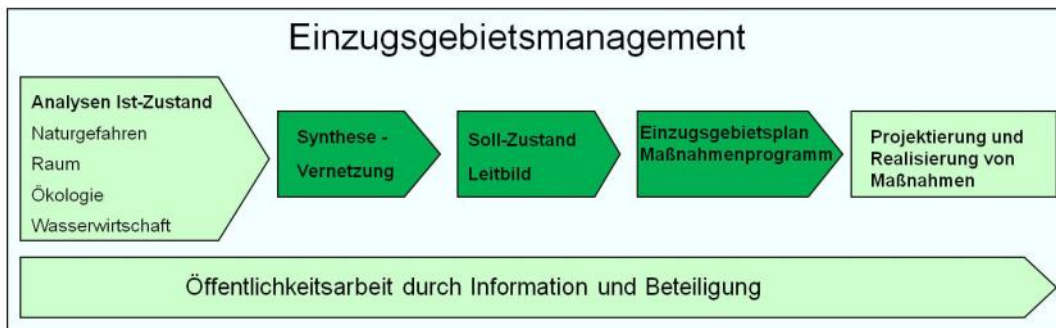 Einzugsgebietsmanagement
Analysen Ist-Zustand
Naturgefahren
Raum
Ökologie
Wasserwirtschaft
Synthese -
Vernetzung
Soll-Zustand
Leitbild
Einzugsgebietsplan
Maßnahmenprogramm
Projektierung und
Realisierung von
Maßnahmen
Öffentlichkeitsarbeit durch Information und Beteiligung